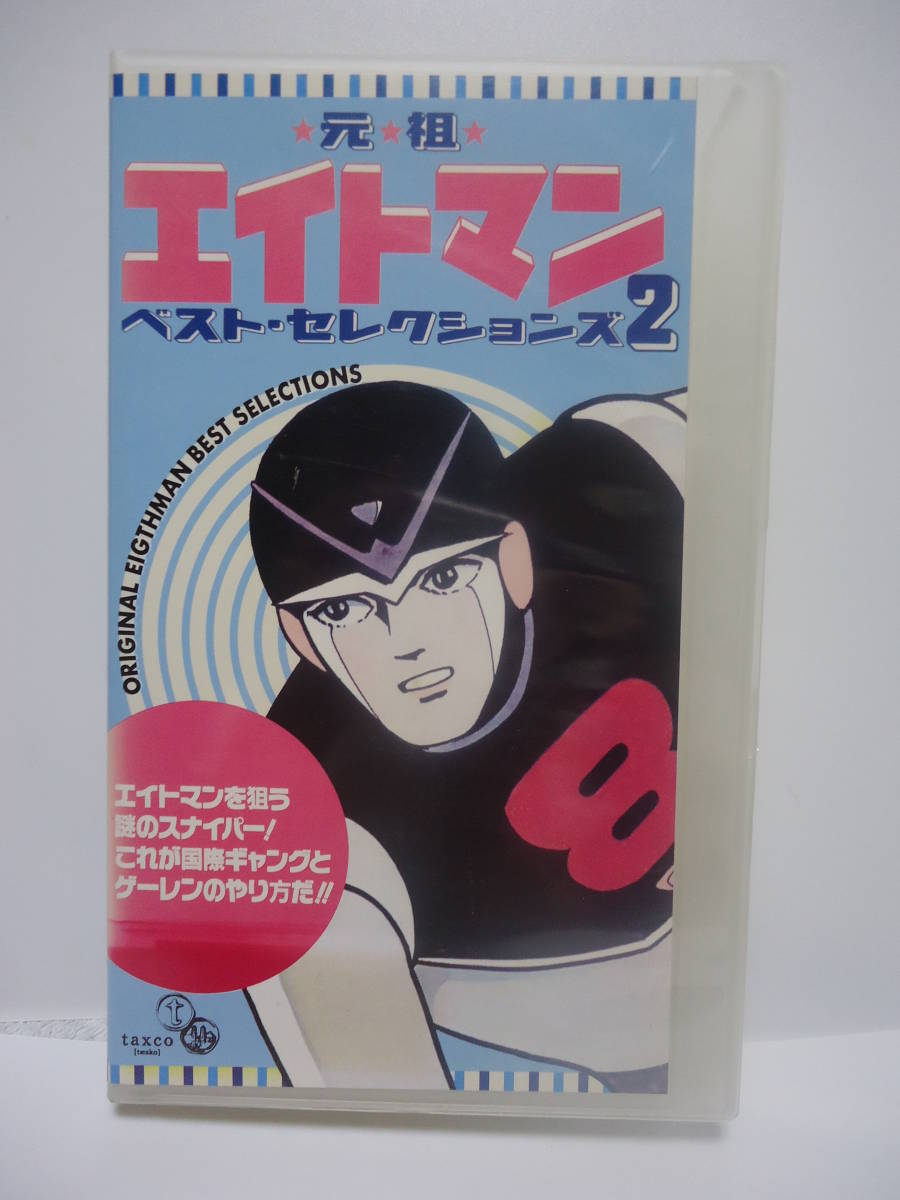 ★元★祖★
エイトマン
ベスト・セレクションズ2
ORIGINAL EIGTHMAN BEST SELECTIONS
8
エイトマンを狙う
謎のスナイパー!
これが国際ギャングと
ゲーレンのやり方だ!!
t
taxco
[tæsko]